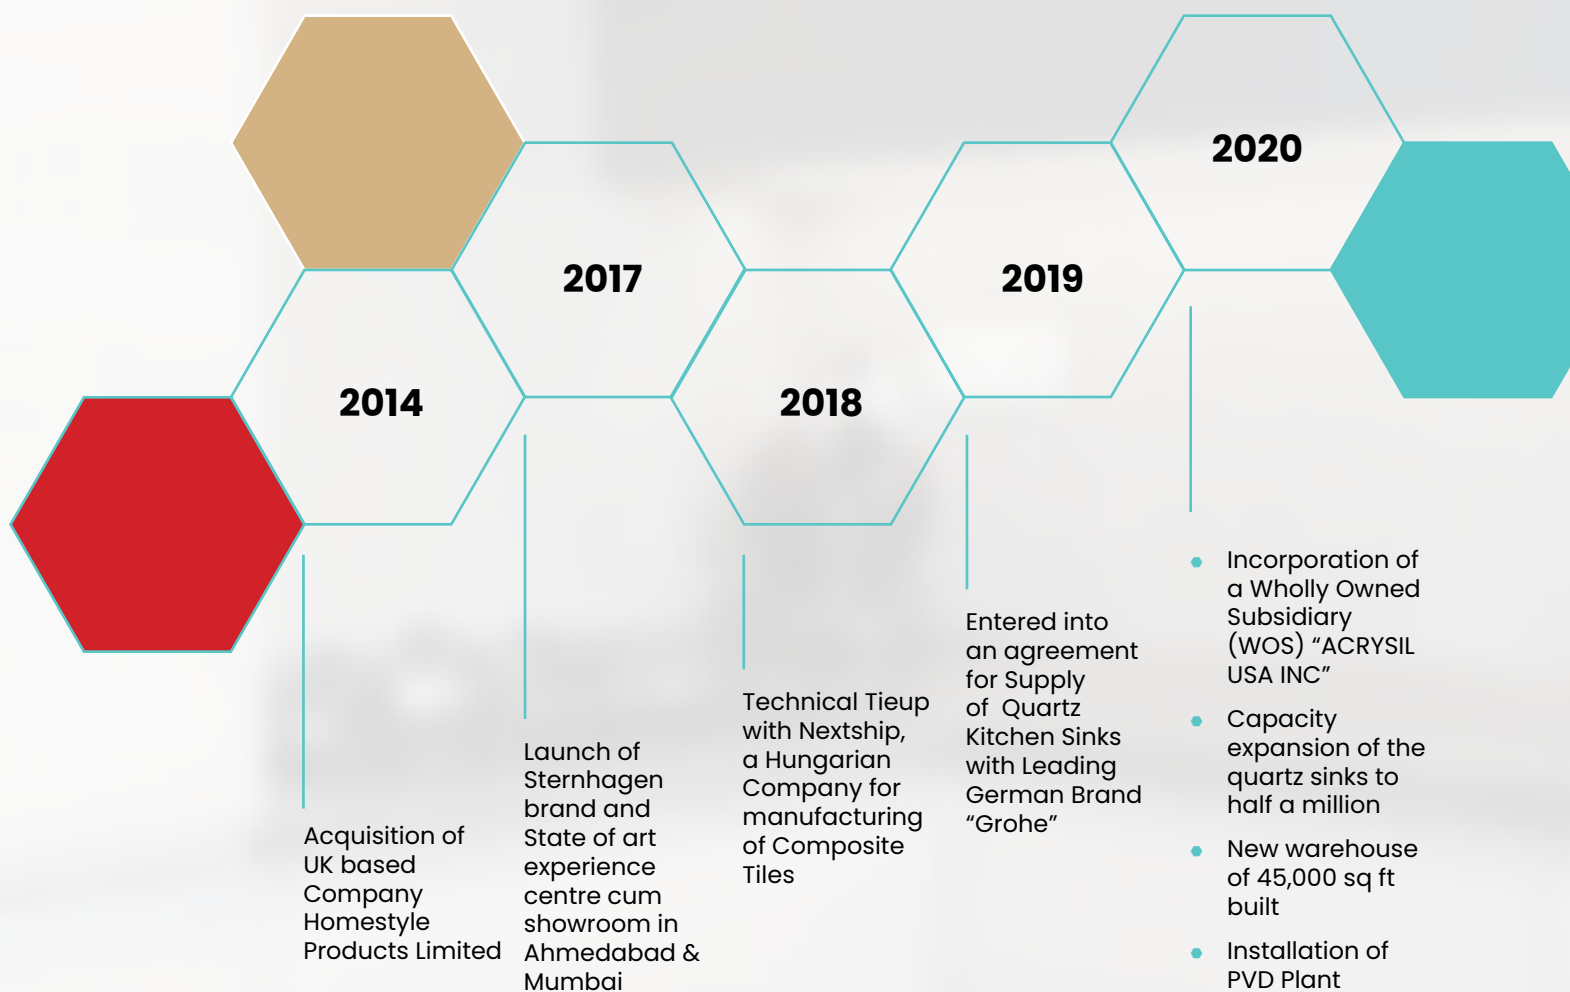 2014
Acquisition of
UK based
Company
Homestyle
Products Limited
2017
Launch of
Sternhagen
brand and
State of art
experience
centre cum
showroom in
Ahmedabad &
Mumbai
2018
Technical Tieup
with Nextship,
a Hungarian
Company for
manufacturing
of Composite
Tiles
2019
Entered into
an agreement
for Supply
of  Quartz
Kitchen Sinks
with Leading
German Brand
“Grohe”
2020
Incorporation of
a Wholly Owned
Subsidiary
(WOS) “ACRYSIL
USA INC”
Capacity
expansion of the
quartz sinks to
half a million
New warehouse
of 45,000 sq ft
built
Installation of
PVD Plant